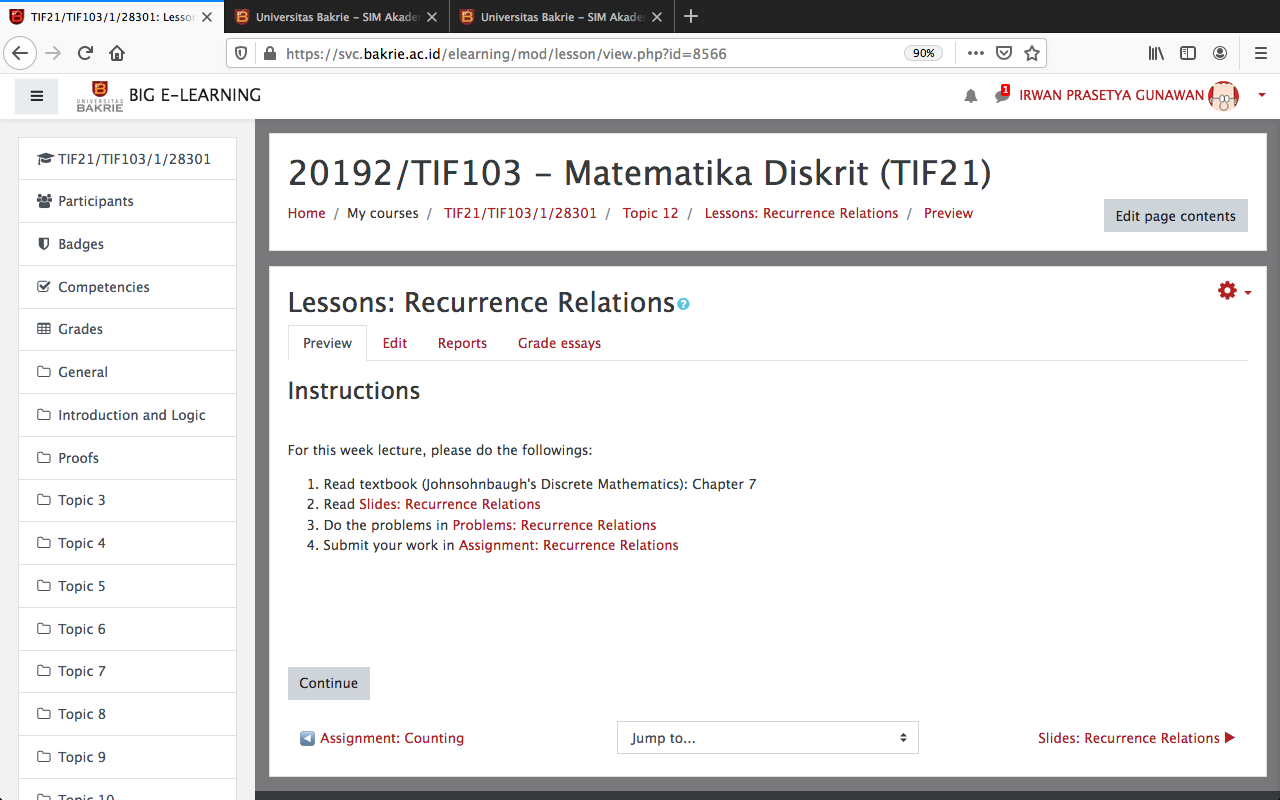 TIF21/TIF103/1/28301: Lesso
Universitas Bakrie – SIM Akade
Universitas Bakrie – SIM Akade
https://svc.bakrie.ac.id/elearning/mod/lesson/view.php?id=8566
90%
UNIVERSITAS
BAKRIE
BIG E-LEARNING
1
IRWAN PRASETYA GUNAWAN
TIF21/TIF103/1/28301
Participants
Badges
Competencies
Grades
General
Introduction and Logic
Proofs
Topic 3
Topic 4
Topic 5
Topic 6
Topic 7
Topic 8
Topic 9
Topic 10
20192/TIF103 – Matematika Diskrit (TIF21)
Home / My courses / TIF21/TIF103/1/28301 / Topic 12 / Lessons: Recurrence Relations / Preview
Edit page contents
Lessons: Recurrence Relations
Preview Edit Reports Grade essays
Instructions
For this week lecture, please do the followings:
1. Read textbook (Johnsohnbaugh's Discrete Mathematics): Chapter 7
2. Read Slides: Recurrence Relations
3. Do the problems in Problems: Recurrence Relations
4. Submit your work in Assignment: Recurrence Relations
Continue
Assignment: Counting
Jump to...
Slides: Recurrence Relations